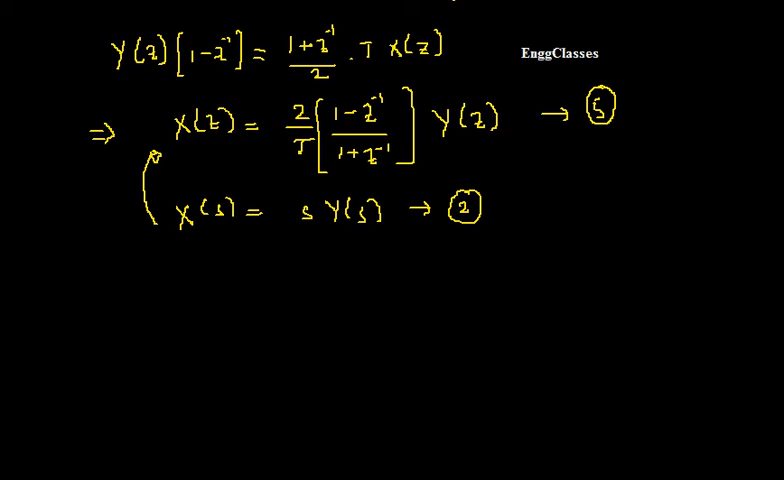 Y(z)[1-z⁻¹] = (1+z⁻¹)/2 . T X(z)
EnggClasses
⇒ X(z) = 2/T [(1-z⁻¹)/(1+z⁻¹)] Y(z) → ⑤
X(s) = s Y(s) → ②